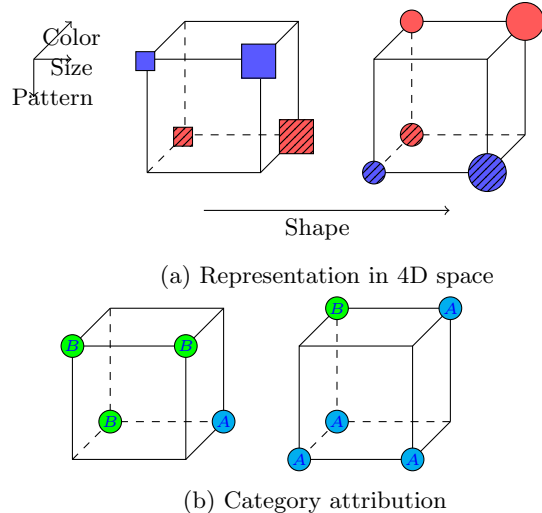 Color
Size
Pattern
Shape
(a) Representation in 4D space
B
A
B
B
B
A
A
A
A
(b) Category attribution